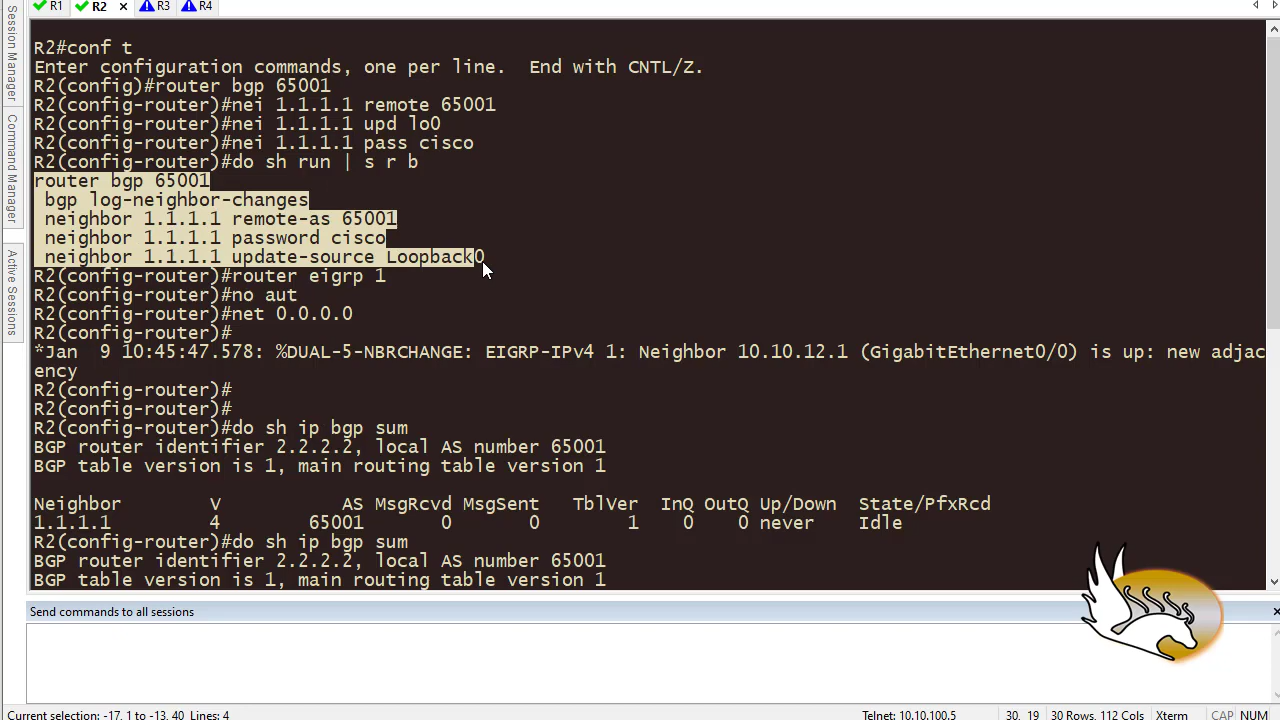 R1 R2 × R3 R4
Session Manager
Command Manager
Active Sessions
R2#conf t
Enter configuration commands, one per line.  End with CNTL/Z.
R2(config)#router bgp 65001
R2(config-router)#nei 1.1.1.1 remote 65001
R2(config-router)#nei 1.1.1.1 upd lo0
R2(config-router)#nei 1.1.1.1 pass cisco
R2(config-router)#do sh run | s r b
router bgp 65001
 bgp log-neighbor-changes
 neighbor 1.1.1.1 remote-as 65001
 neighbor 1.1.1.1 password cisco
 neighbor 1.1.1.1 update-source Loopback0
R2(config-router)#router eigrp 1
R2(config-router)#no aut
R2(config-router)#net 0.0.0.0
R2(config-router)#
*Jan  9 10:45:47.578: %DUAL-5-NBRCHANGE: EIGRP-IPv4 1: Neighbor 10.10.12.1 (GigabitEthernet0/0) is up: new adjac
ency
R2(config-router)#
R2(config-router)#
R2(config-router)#do sh ip bgp sum
BGP router identifier 2.2.2.2, local AS number 65001
BGP table version is 1, main routing table version 1
Neighbor        V           AS MsgRcvd MsgSent   TblVer  InQ OutQ Up/Down  State/PfxRcd
1.1.1.1         4        65001       0       0        1    0    0 never    Idle
R2(config-router)#do sh ip bgp sum
BGP router identifier 2.2.2.2, local AS number 65001
BGP table version is 1, main routing table version 1
Send commands to all sessions
Current selection: -17, 1 to -13, 40 Lines: 4 Telnet: 10.10.100.5 30, 19 30 Rows, 112 Cols Xterm CAP NUM